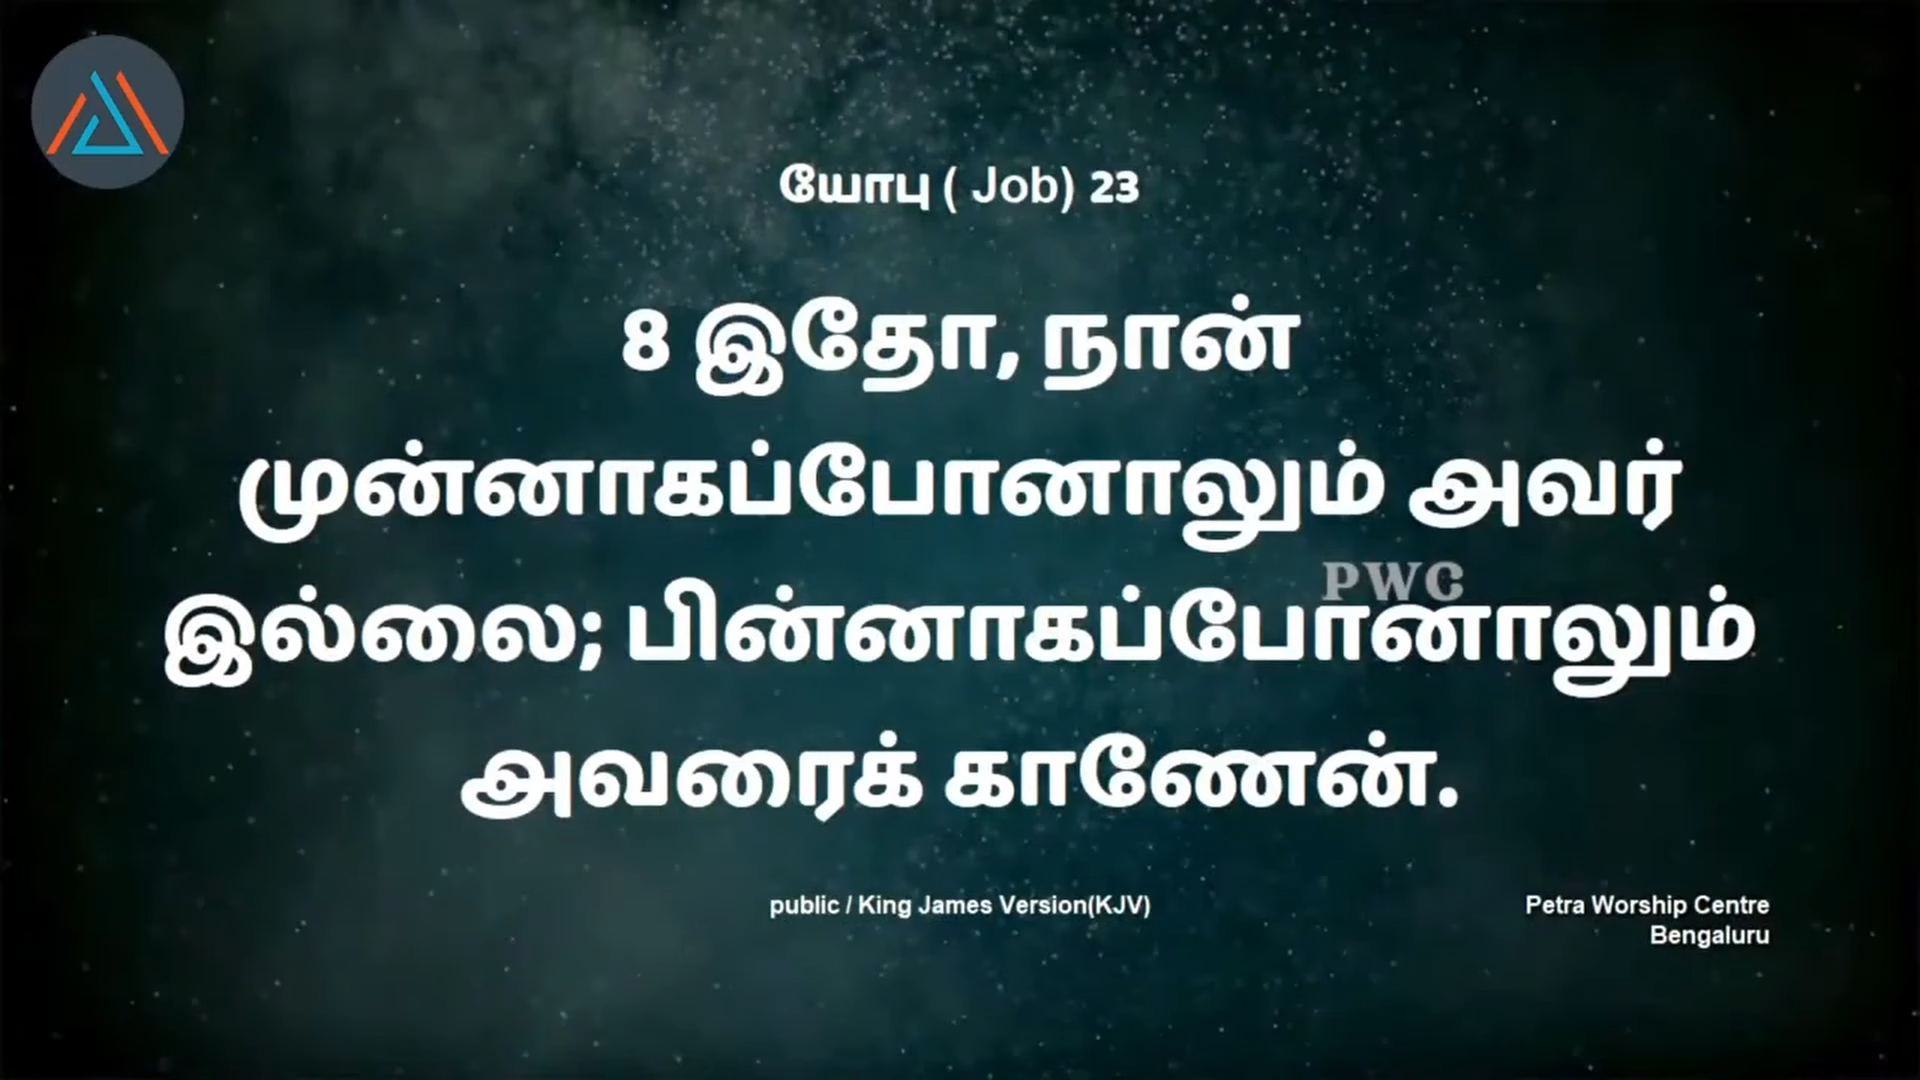 யோபு ( Job) 23
8 இதோ, நான்
முன்னாகப்போனாலும் அவர்
PWC
இல்லை; பின்னாகப்போனாலும்
அவரைக் காணேன்.
public / King James Version(KJV)
Petra Worship Centre
Bengaluru